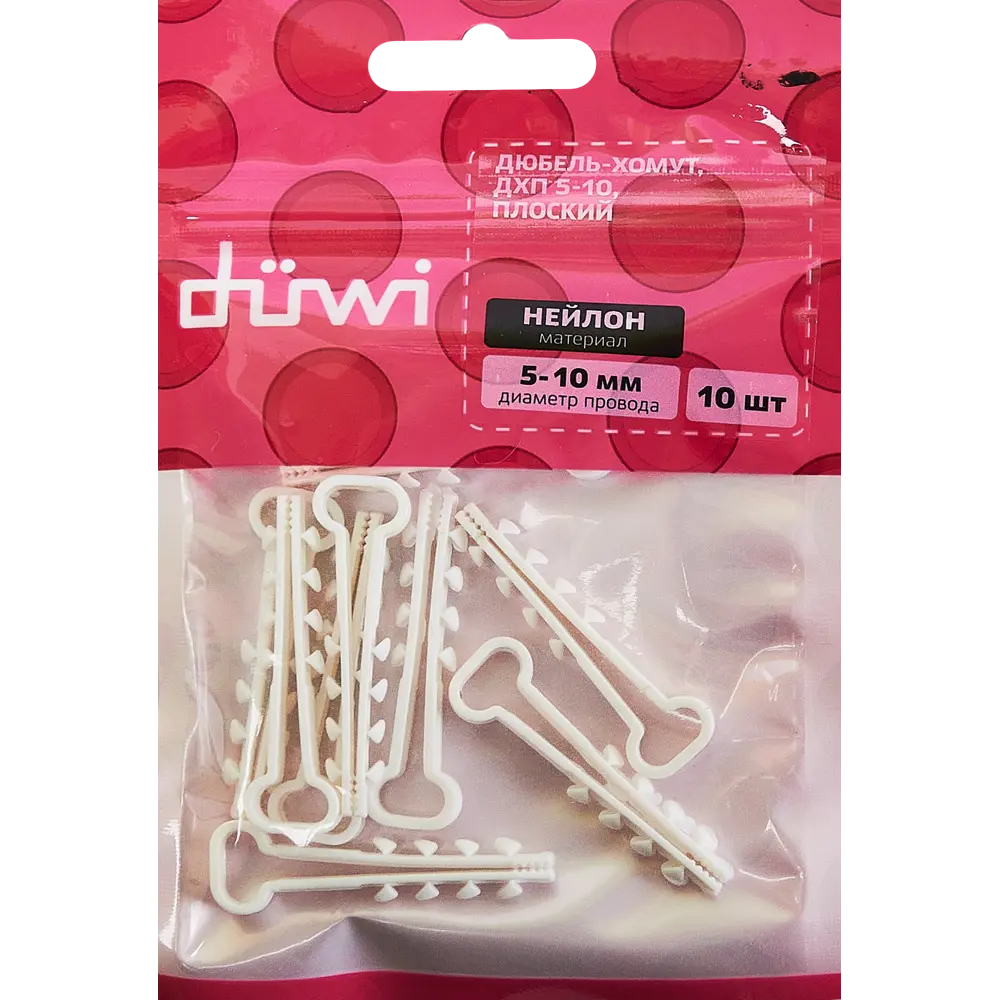 ДЮБЕЛЬ-ХОМУТ,
ДХП 5-10,
ПЛОСКИЙ
düwi
НЕЙЛОН
материал
5-10 мм
диаметр провода
10 шт